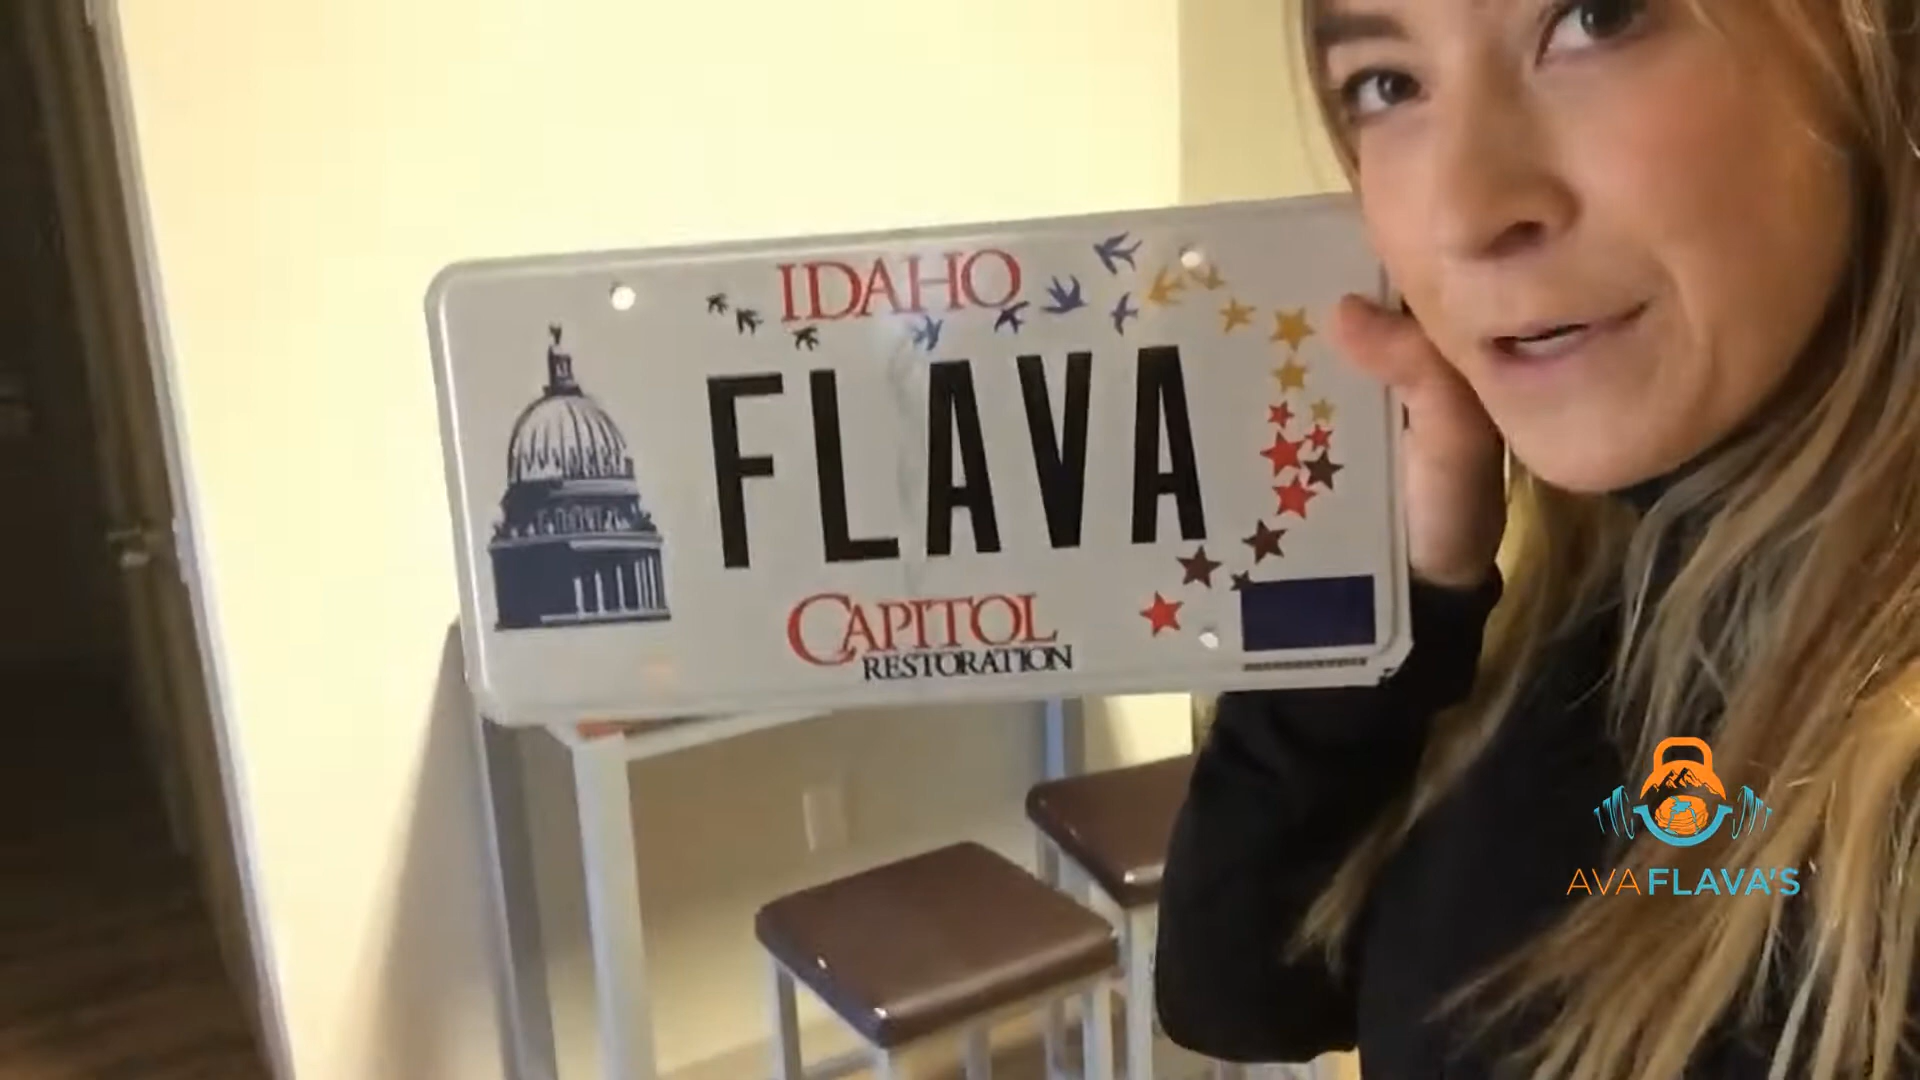 IDAHO
FLAVA
CAPITOL
RESTORATION
AVA FLAVA'S